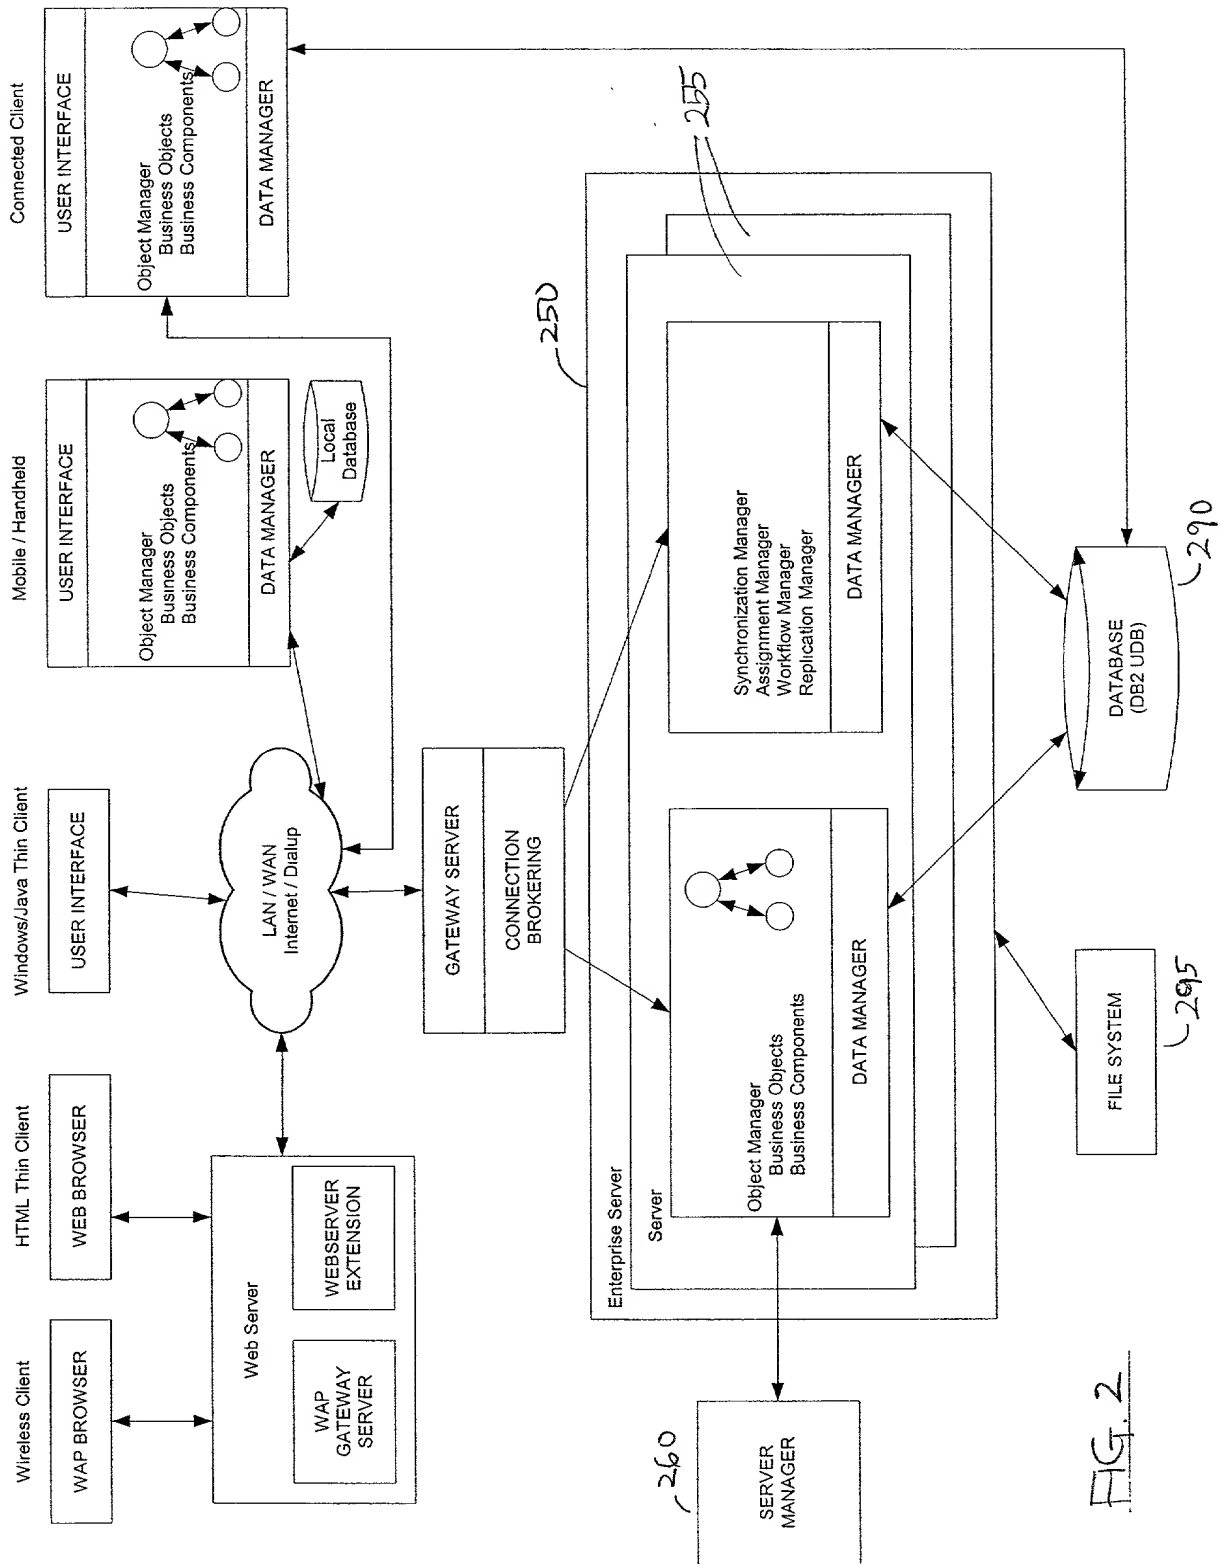 Wireless Client
HTML Thin Client
Windows/Java Thin Client
Mobile / Handheld
Connected Client
WAP BROWSER
WEB BROWSER
USER INTERFACE
USER INTERFACE
Object Manager
Business Objects
Business Components
DATA MANAGER
Local
Database
USER INTERFACE
Object Manager
Business Objects
Business Components
DATA MANAGER
Web Server
WAP
GATEWAY
SERVER
WEBSERVER
EXTENSION
LAN / WAN
Internet / Dialup
GATEWAY SERVER
CONNECTION
BROKERING
250
255
Enterprise Server
Server
Object Manager
Business Objects
Business Components
DATA MANAGER
Synchronization Manager
Assignment Manager
Workflow Manager
Replication Manager
DATA MANAGER
260
SERVER
MANAGER
FILE SYSTEM
295
DATABASE
(DB2 UDB)
290
FIG. 2